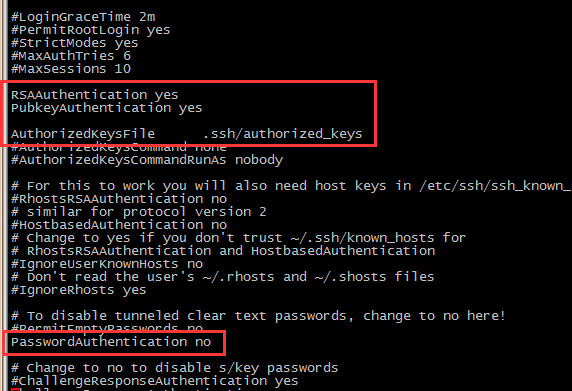 #LoginGraceTime 2m
#PermitRootLogin yes
#StrictModes yes
#MaxAuthTries 6
#MaxSessions 10
RSAAuthentication yes
PubkeyAuthentication yes
AuthorizedKeysFile .ssh/authorized_keys
#AuthorizedKeysCommand none
#AuthorizedKeysCommandRunAs nobody
# For this to work you will also need host keys in /etc/ssh/ssh_known_
#RhostsRSAAuthentication no
# similar for protocol version 2
#HostbasedAuthentication no
# Change to yes if you don't trust ~/.ssh/known_hosts for
# RhostsRSAAuthentication and HostbasedAuthentication
#IgnoreUserKnownHosts no
# Don't read the user's ~/.rhosts and ~/.shosts files
#IgnoreRhosts yes
# To disable tunneled clear text passwords, change to no here!
#PermitEmptyPasswords no
PasswordAuthentication no
# Change to no to disable s/key passwords
#ChallengeResponseAuthentication yes